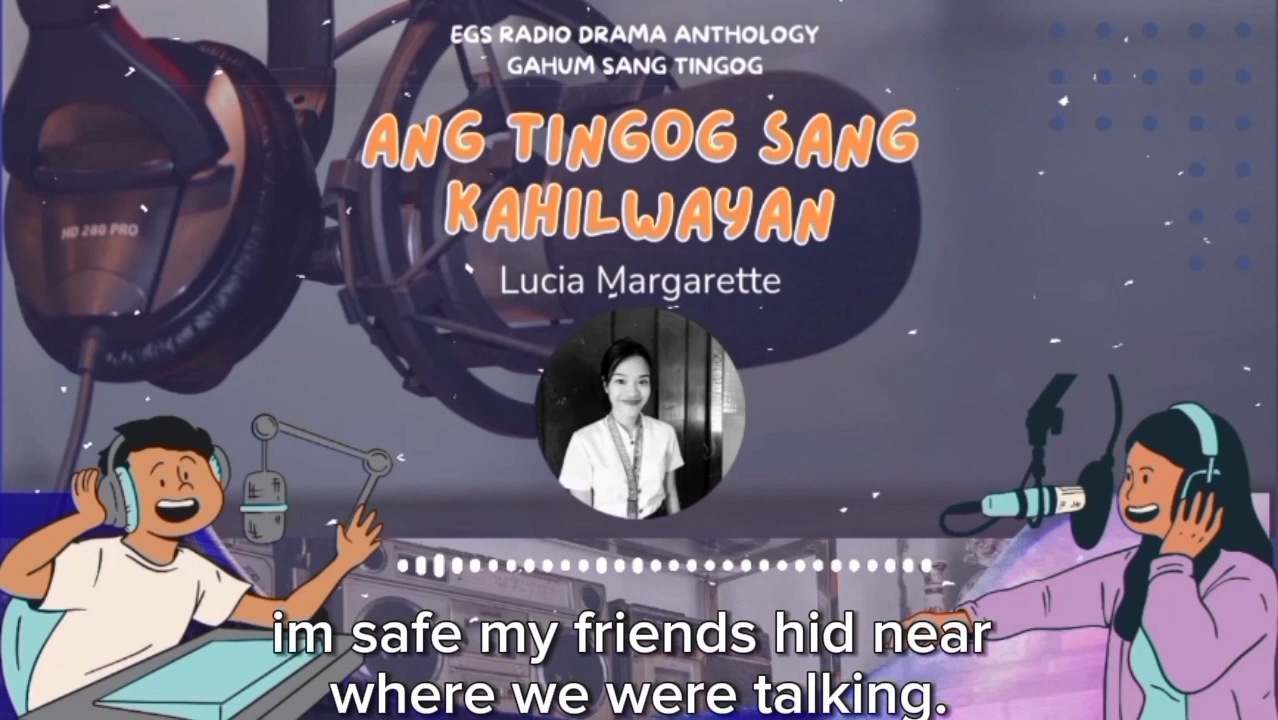 EGS RADIO DRAMA ANTHOLOGY
GAHUM SANG TINGOG
ANG TINGOG SANG
KAHILWAYAN
Lucia Margarette
HD 280 PRO
im safe my friends hid near
where we were talking.